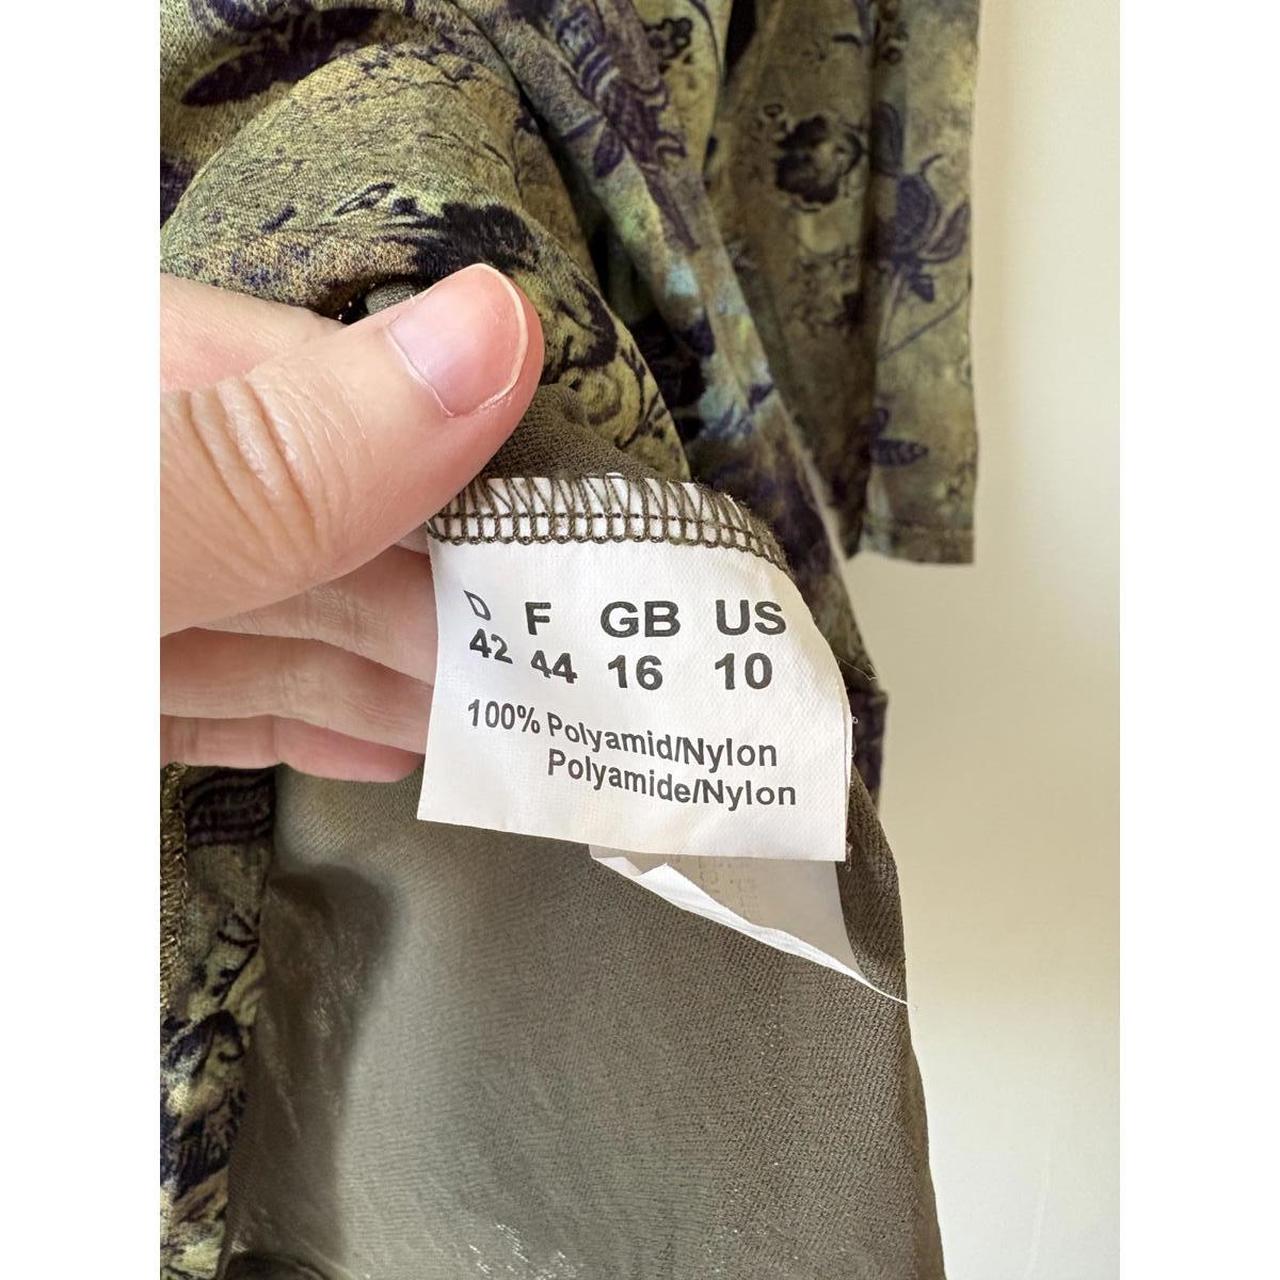 D F GB US
42 44 16 10
100% Polyamid/Nylon
Polyamide/Nylon